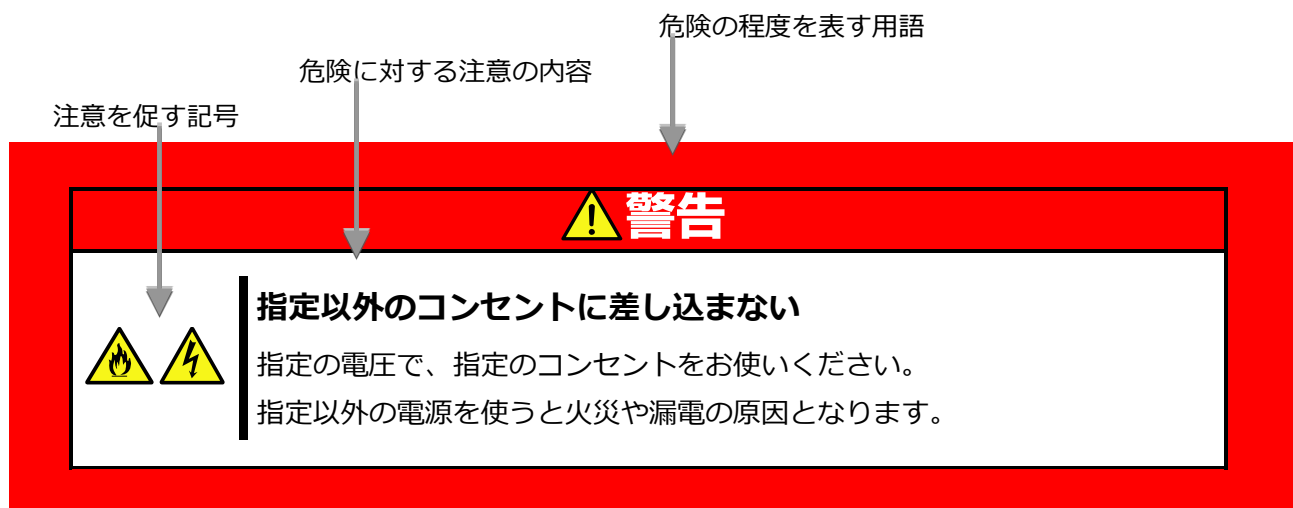 危険の程度を表す用語
危険に対する注意の内容
注意を促す記号
警告
指定以外のコンセントに差し込まない
指定の電圧で、指定のコンセントをお使いください。
指定以外の電源を使うと火災や漏電の原因となります。